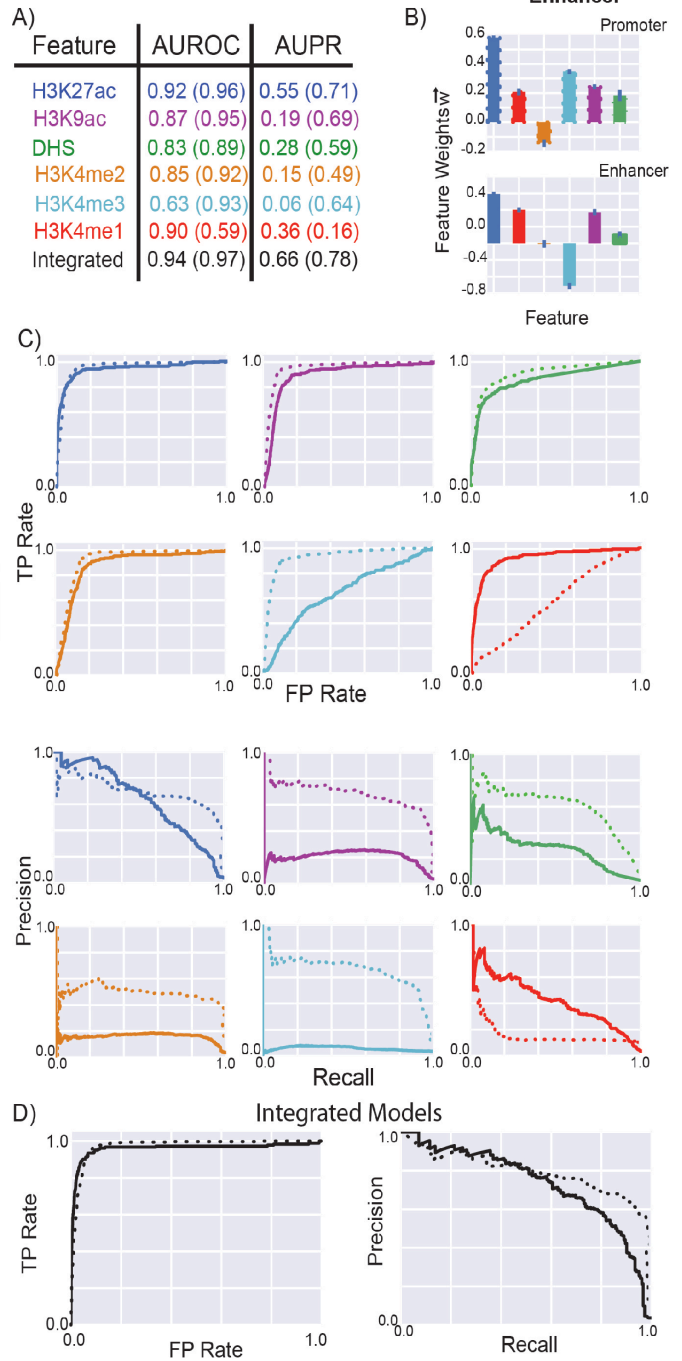 Enhancer
A)
Feature AUROC AUPR
H3K27ac 0.92 (0.96) 0.55 (0.71)
H3K9ac 0.87 (0.95) 0.19 (0.69)
DHS 0.83 (0.89) 0.28 (0.59)
H3K4me2 0.85 (0.92) 0.15 (0.49)
H3K4me3 0.63 (0.93) 0.06 (0.64)
H3K4me1 0.90 (0.59) 0.36 (0.16)
Integrated 0.94 (0.97) 0.66 (0.78)
B)
Promoter
0.6
0.4
0.2
0.0
-0.2
Feature Weights w
Enhancer
0.4
0.0
-0.4
-0.8
Feature
C)
1.0 1.0 1.0
0.0 0.0 0.0
0.0 1.0 0.0 1.0 0.0 1.0
TP Rate
1.0 1.0 1.0
0.0 0.0 0.0
0.0 1.0 0.0 1.0 0.0 1.0
FP Rate
1.0 1.0 1.0
0.0 0.0 0.0
0.0 1.0 0.0 1.0 0.0 1.0
Precision
1.0 1.0 1.0
0.0 0.0 0.0
0.0 1.0 0.0 1.0 0.0 1.0
Recall
D)
Integrated Models
1.0 1.0
TP Rate Precision
0.0 0.0
0.0 1.0 0.0 1.0
FP Rate Recall